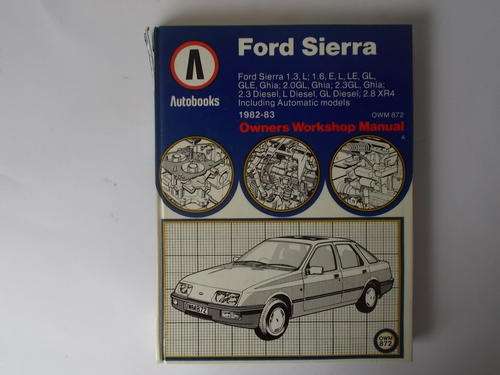 Autobooks
Ford Sierra
Ford Sierra 1.3, L; 1.6, E, L, LE, GL,
GLE, Ghia; 2.0GL, Ghia; 2.3GL, Ghia;
2.3 Diesel, L Diesel, GL Diesel, 2.8 XR4
Including Automatic models
1982-83
OWM 872
Owners Workshop Manual
A
OWM 872
OWM
872